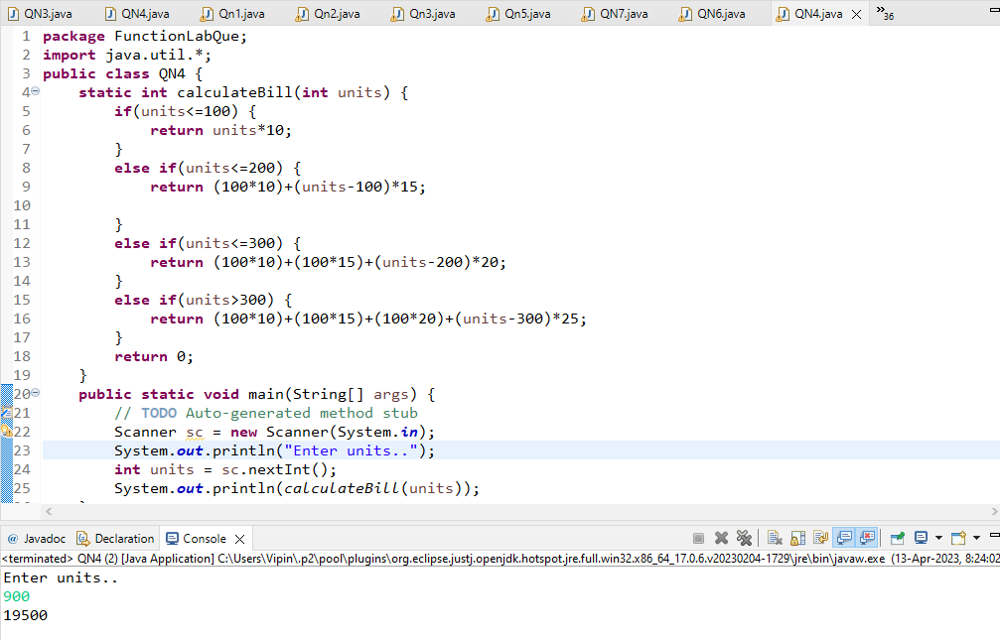 QN3.java QN4.java Qn1.java Qn2.java Qn3.java Qn5.java QN7.java QN6.java QN4.java 36
1 package FunctionLabQue;
2 import java.util.*;
3 public class QN4 {
4 static int calculateBill(int units) {
5 if(units<=100) {
6 return units*10;
7 }
8 else if(units<=200) {
9 return (100*10)+(units-100)*15;
10
11 }
12 else if(units<=300) {
13 return (100*10)+(100*15)+(units-200)*20;
14 }
15 else if(units>300) {
16 return (100*10)+(100*15)+(100*20)+(units-300)*25;
17 }
18 return 0;
19 }
20 public static void main(String[] args) {
21 // TODO Auto-generated method stub
22 Scanner sc = new Scanner(System.in);
23 System.out.println("Enter units..");
24 int units = sc.nextInt();
25 System.out.println(calculateBill(units));
@ Javadoc Declaration Console
<terminated> QN4 (2) [Java Application] C:\Users\Vipin\.p2\pool\plugins\org.eclipse.justj.openjdk.hotspot.jre.full.win32.x86_64_17.0.6.v20230204-1729\jre\bin\javaw.exe (13-Apr-2023, 8:24:02
Enter units..
900
19500